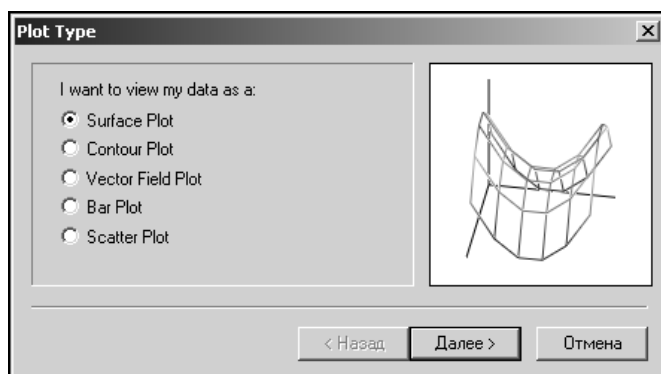 Plot Type
I want to view my data as a:
Surface Plot
Contour Plot
Vector Field Plot
Bar Plot
Scatter Plot
< Назад
Далее >
Отмена